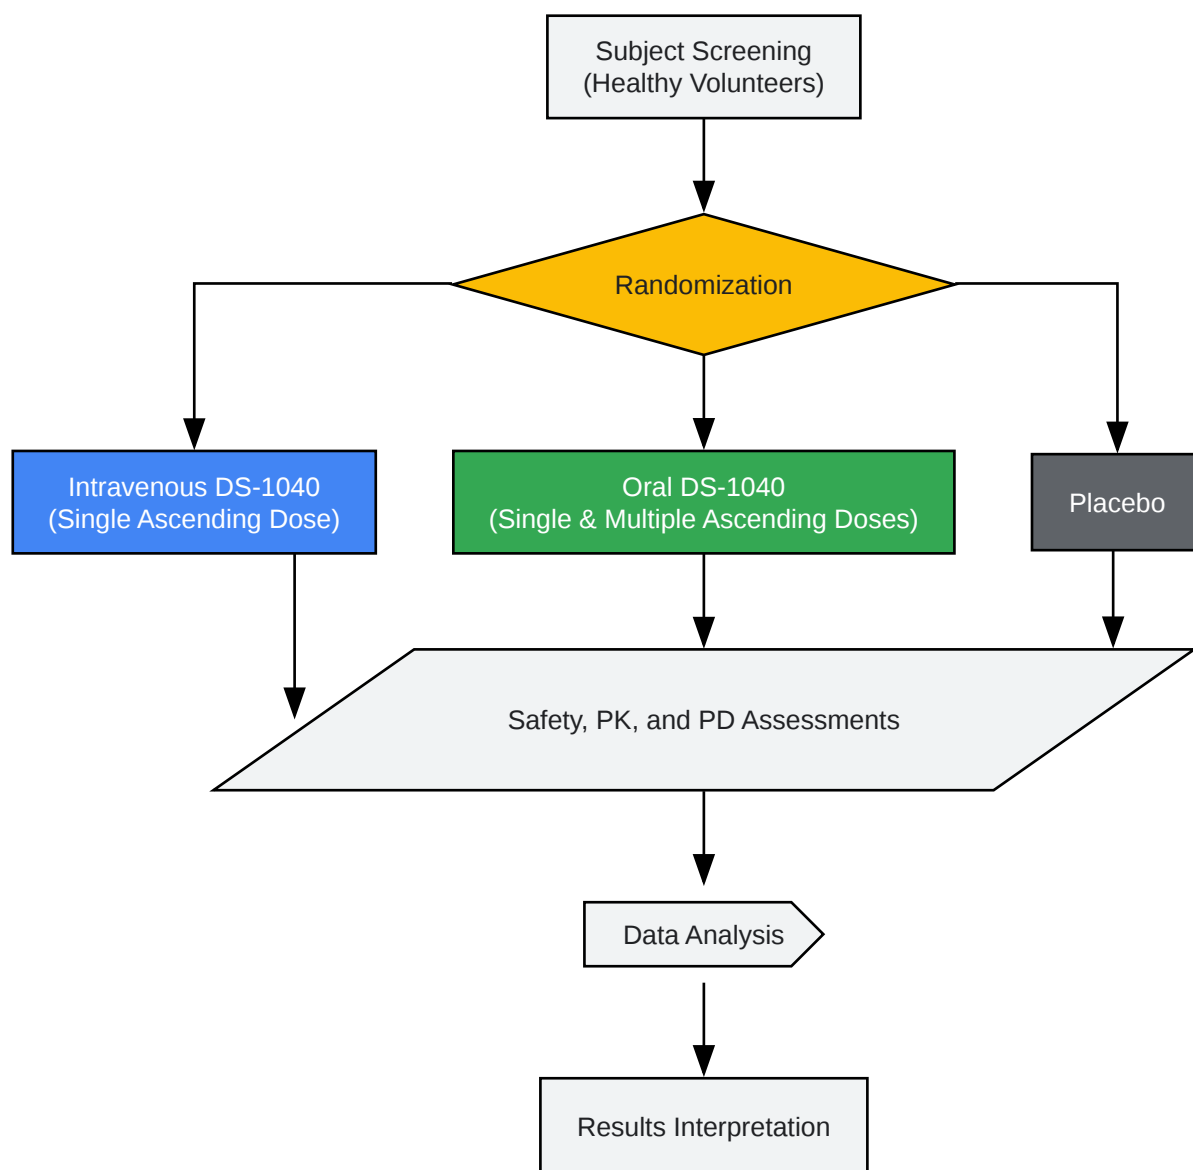 Subject Screening
(Healthy Volunteers)
Randomization
Intravenous DS-1040
(Single Ascending Dose)
Oral DS-1040
(Single & Multiple Ascending Doses)
Placebo
Safety, PK, and PD Assessments
Data Analysis
Results Interpretation